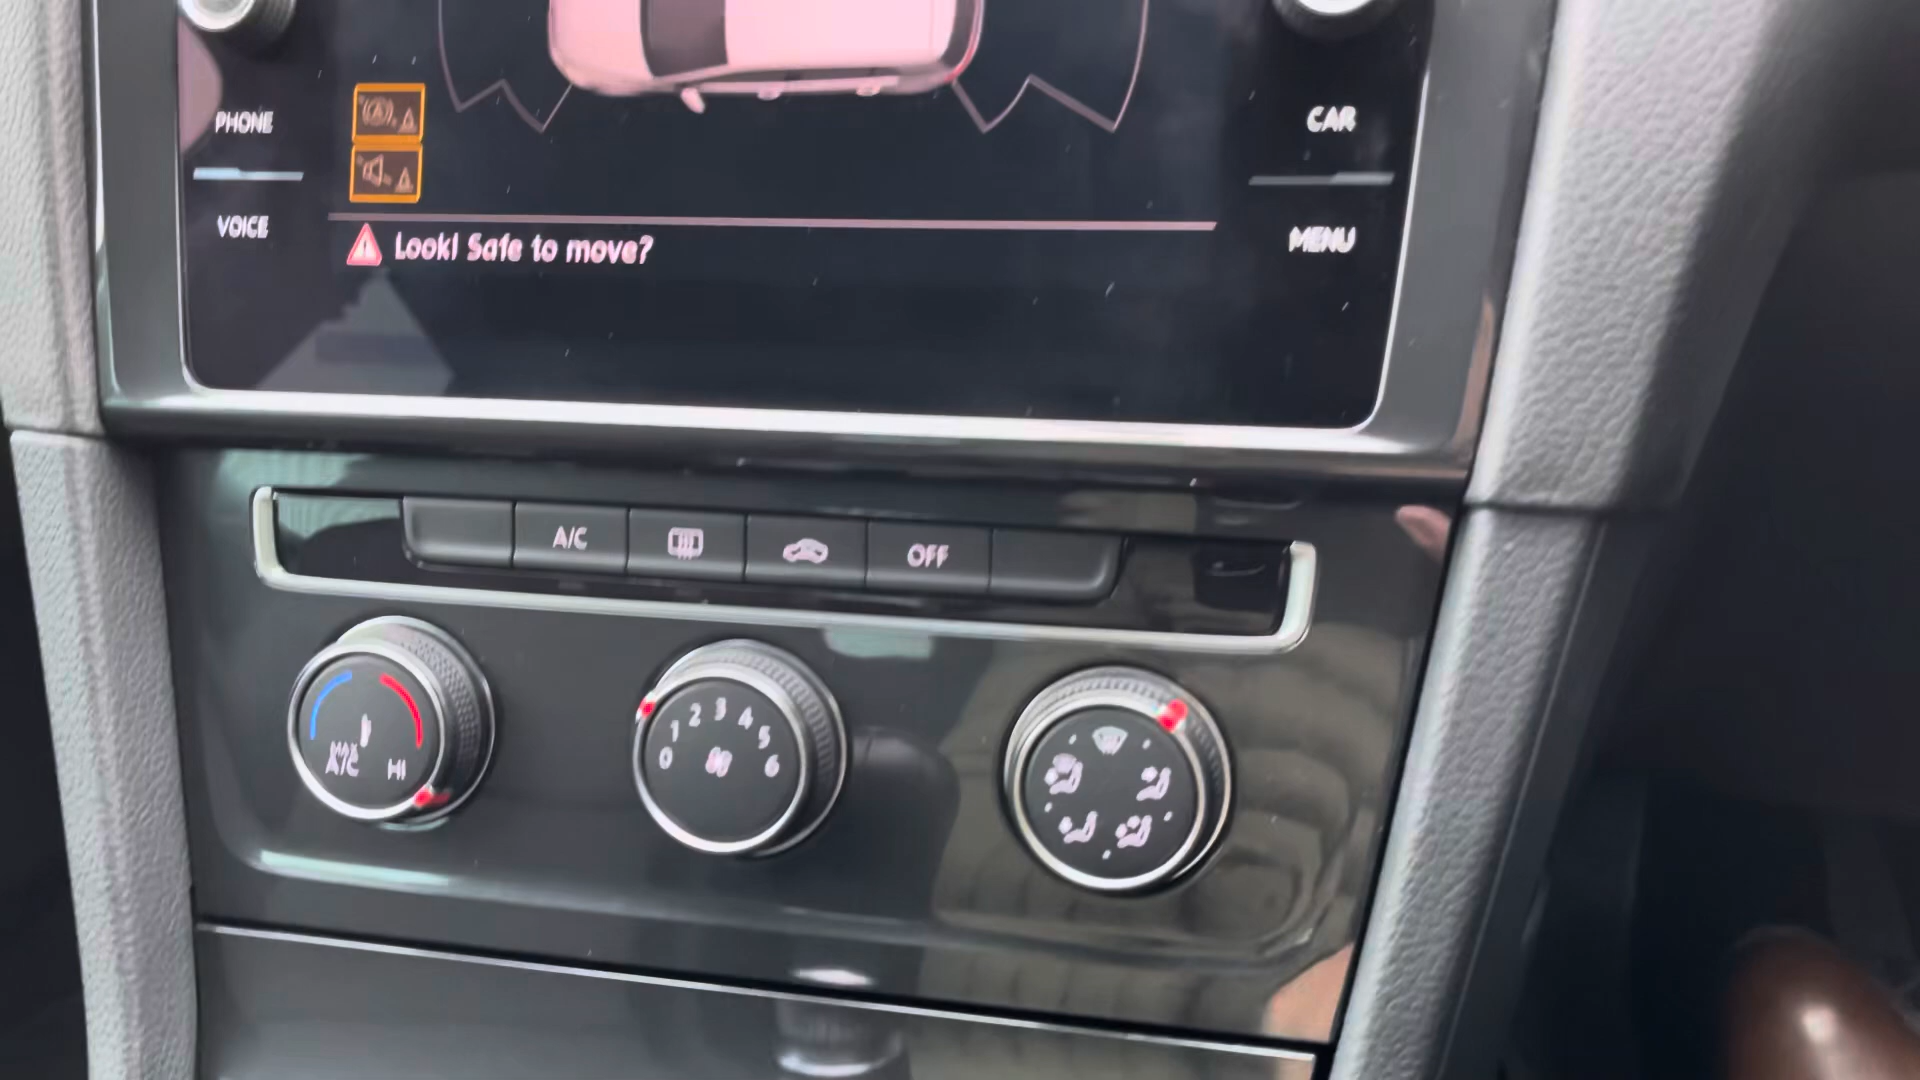 PHONE
CAR
VOICE
MENU
Look! Safe to move?
A/C
OFF
MAX
A/C
HI
0 1 2 3 4 5 6